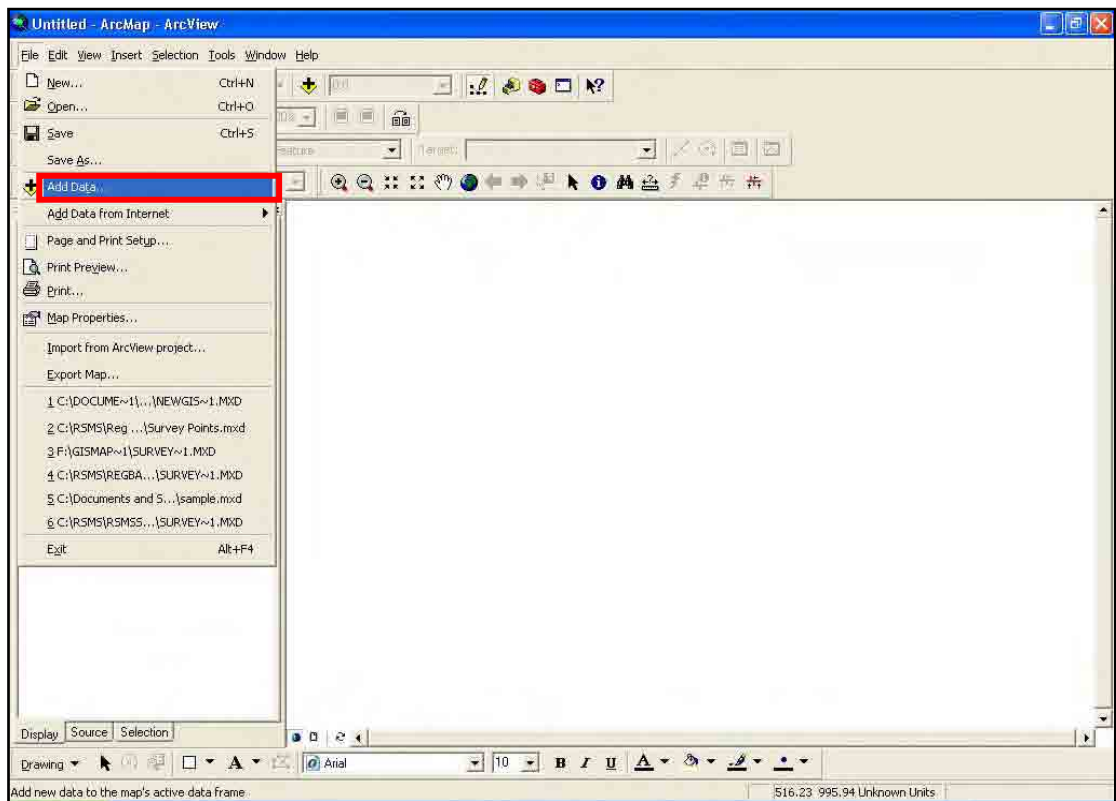 Untitled - ArcMap - ArcView
File Edit View Insert Selection Tools Window Help
New... Ctrl+N
Open... Ctrl+O
Save Ctrl+S
Save As...
Add Data...
Add Data from Internet
Page and Print Setup...
Print Preview...
Print...
Map Properties...
Import from ArcView project...
Export Map...
1 C:\DOCUME~1\...\NEWGIS~1.MXD
2 C:\RSMS\Reg ...\Survey Points.mxd
3 F:\GISMAP~1\SURVEY~1.MXD
4 C:\RSMS\REGBA...\SURVEY~1.MXD
5 C:\Documents and S...\sample.mxd
6 C:\RSMS\RSMSS...\SURVEY~1.MXD
Exit Alt+F4
Target:
Display Source Selection
Drawing A Arial 10 B I U A
Add new data to the map's active data frame 516.23 995.94 Unknown Units